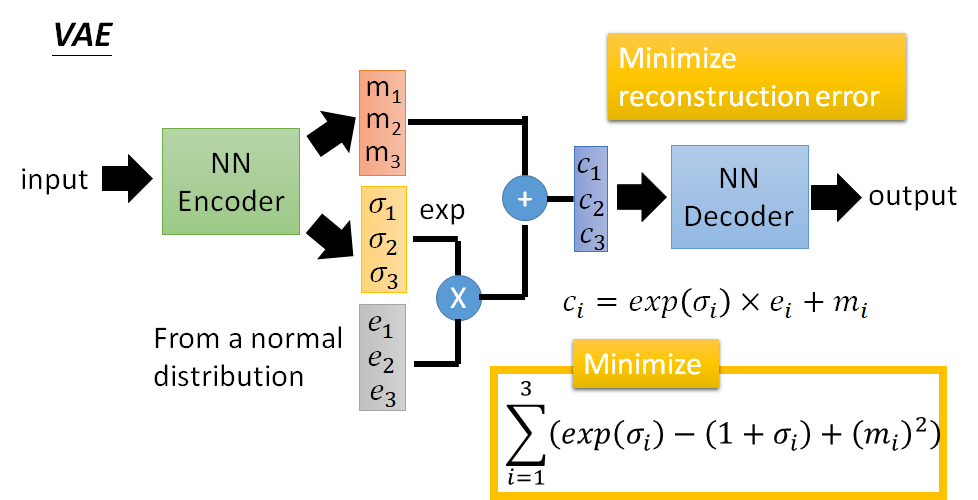 VAE
Minimize
reconstruction error
input
NN
Encoder
m₁
m₂
m₃
σ₁
σ₂
σ₃
exp
e₁
e₂
e₃
From a normal
distribution
X
+
c₁
c₂
c₃
NN
Decoder
output
cᵢ = exp(σᵢ) × eᵢ + mᵢ
Minimize
∑³ᵢ₌₁ (exp(σᵢ) − (1 + σᵢ) + (mᵢ)²)